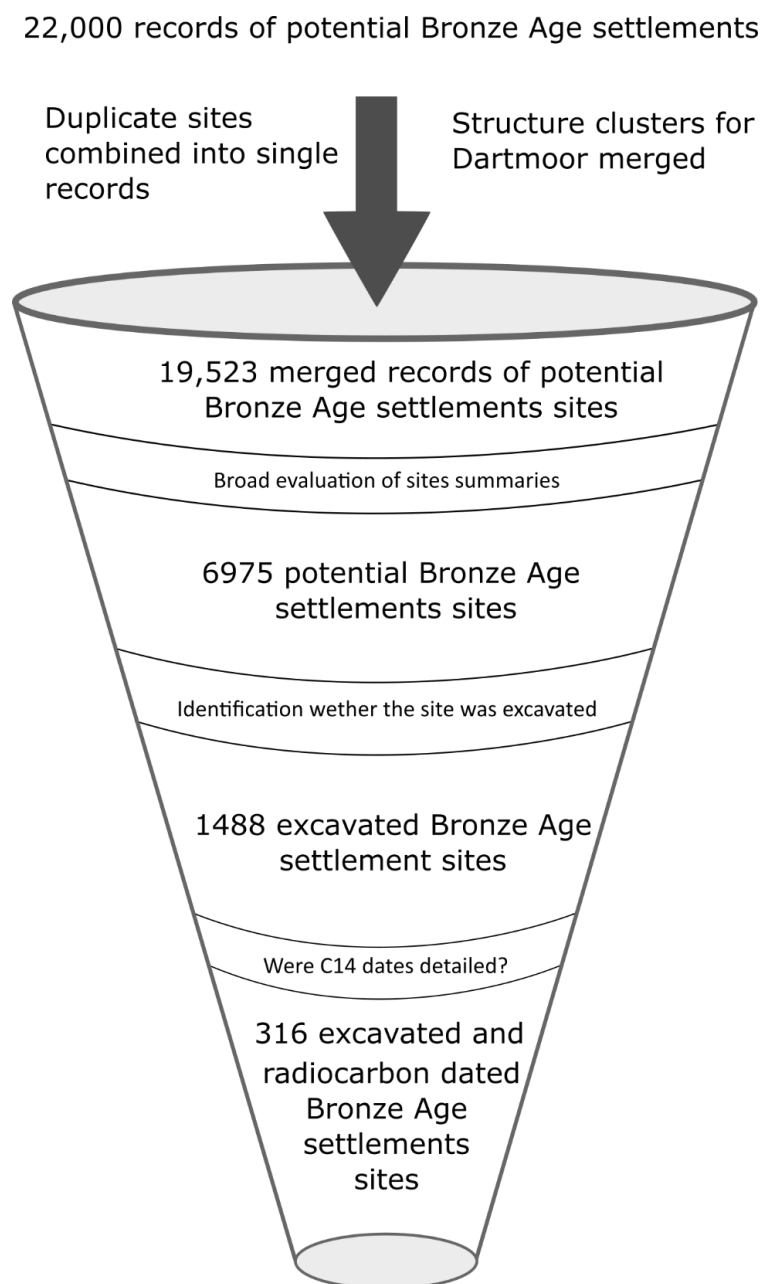 22,000 records of potential Bronze Age settlements
Duplicate sites
combined into single
records
Structure clusters for
Dartmoor merged
19,523 merged records of potential
Bronze Age settlements sites
Broad evaluation of sites summaries
6975 potential Bronze Age
settlements sites
Identification wether the site was excavated
1488 excavated Bronze Age
settlement sites
Were C14 dates detailed?
316 excavated and
radiocarbon dated
Bronze Age
settlements
sites